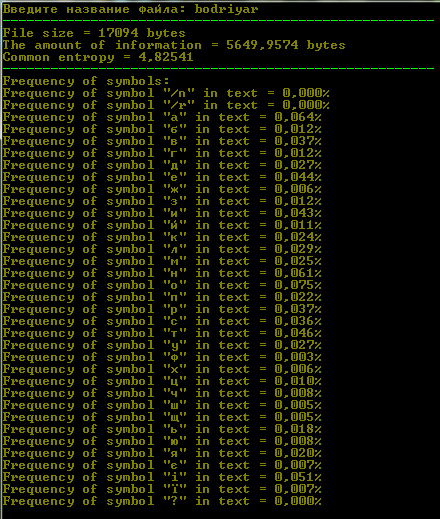 Введите название файла: bodriyar
File size = 17094 bytes
The amount of information = 5649,9574 bytes
Common entropy = 4,82541
Frequency of symbols:
Frequency of symbol "/n" in text = 0,000%
Frequency of symbol "/r" in text = 0,000%
Frequency of symbol "а" in text = 0,064%
Frequency of symbol "б" in text = 0,012%
Frequency of symbol "в" in text = 0,037%
Frequency of symbol "г" in text = 0,012%
Frequency of symbol "д" in text = 0,027%
Frequency of symbol "е" in text = 0,044%
Frequency of symbol "ж" in text = 0,006%
Frequency of symbol "з" in text = 0,012%
Frequency of symbol "и" in text = 0,043%
Frequency of symbol "й" in text = 0,011%
Frequency of symbol "к" in text = 0,024%
Frequency of symbol "л" in text = 0,029%
Frequency of symbol "м" in text = 0,025%
Frequency of symbol "н" in text = 0,061%
Frequency of symbol "о" in text = 0,075%
Frequency of symbol "п" in text = 0,022%
Frequency of symbol "р" in text = 0,037%
Frequency of symbol "с" in text = 0,036%
Frequency of symbol "т" in text = 0,046%
Frequency of symbol "у" in text = 0,027%
Frequency of symbol "ф" in text = 0,003%
Frequency of symbol "х" in text = 0,006%
Frequency of symbol "ц" in text = 0,010%
Frequency of symbol "ч" in text = 0,008%
Frequency of symbol "ш" in text = 0,005%
Frequency of symbol "щ" in text = 0,005%
Frequency of symbol "ь" in text = 0,018%
Frequency of symbol "ю" in text = 0,008%
Frequency of symbol "я" in text = 0,020%
Frequency of symbol "є" in text = 0,007%
Frequency of symbol "і" in text = 0,051%
Frequency of symbol "ї" in text = 0,007%
Frequency of symbol "?" in text = 0,000%